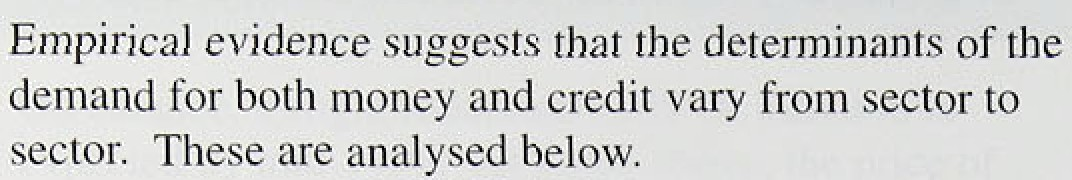 Empirical evidence suggests that the determinants of the
demand for both money and credit vary from sector to
sector. These are analysed below.